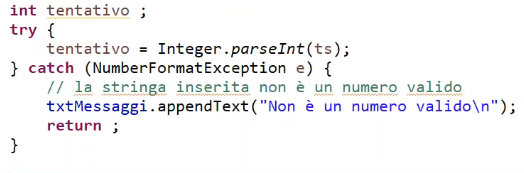 int tentativo ;
try {
    tentativo = Integer.parseInt(ts);
} catch (NumberFormatException e) {
    // la stringa inserita non è un numero valido
    txtMessaggi.appendText("Non è un numero valido\n");
    return ;
}